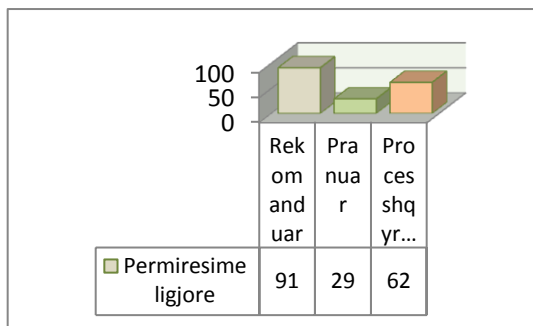 100
50
0
Rek
om
and
uar
Pra
nua
r
Pro
ces
shq
yr...
Permiresime
ligjore
91
29
62